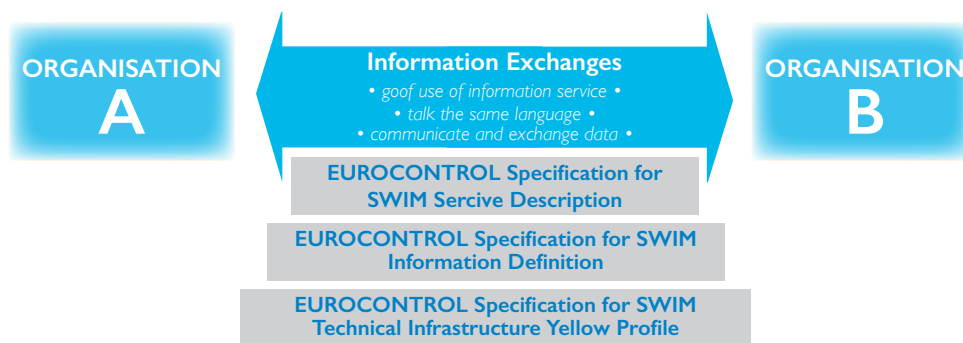 ORGANISATION
A
Information Exchanges
• goof use of information service •
• talk the same language •
• communicate and exchange data •
ORGANISATION
B
EUROCONTROL Specification for
SWIM Sercive Description
EUROCONTROL Specification for SWIM
Information Definition
EUROCONTROL Specification for SWIM
Technical Infrastructure Yellow Profile